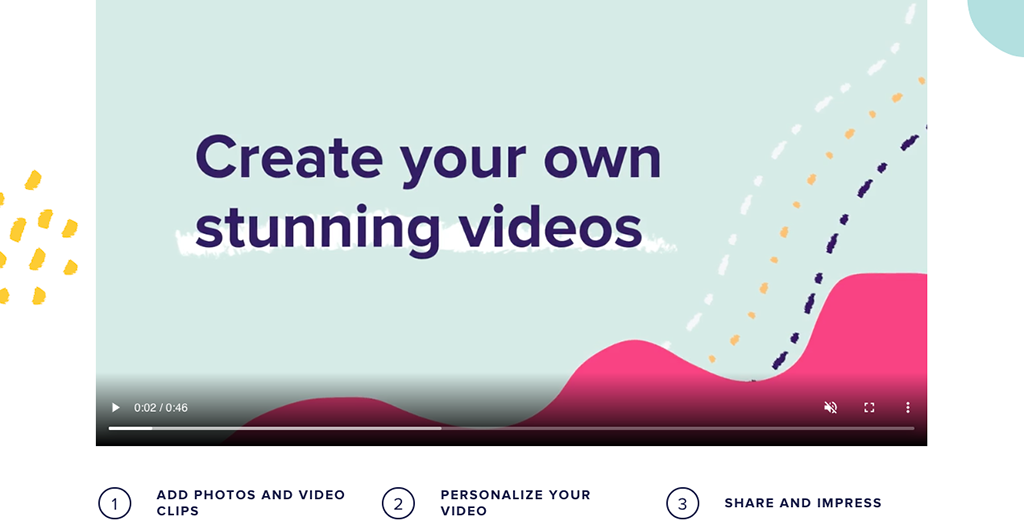 Create your own
stunning videos
0:02 / 0:46
1
ADD PHOTOS AND VIDEO
CLIPS
2
PERSONALIZE YOUR
VIDEO
3
SHARE AND IMPRESS